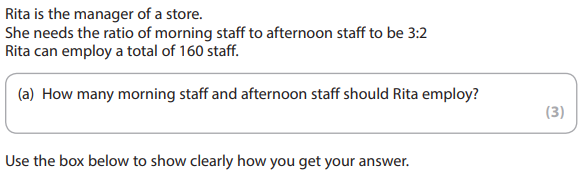 Rita is the manager of a store.
She needs the ratio of morning staff to afternoon staff to be 3:2
Rita can employ a total of 160 staff.
(a) How many morning staff and afternoon staff should Rita employ?
(3)
Use the box below to show clearly how you get your answer.